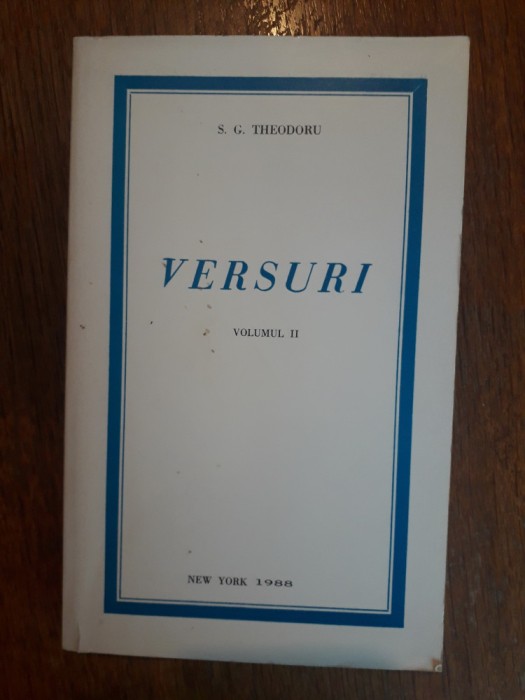 S. G. THEODORU
VERSURI
VOLUMUL II
NEW YORK 1988